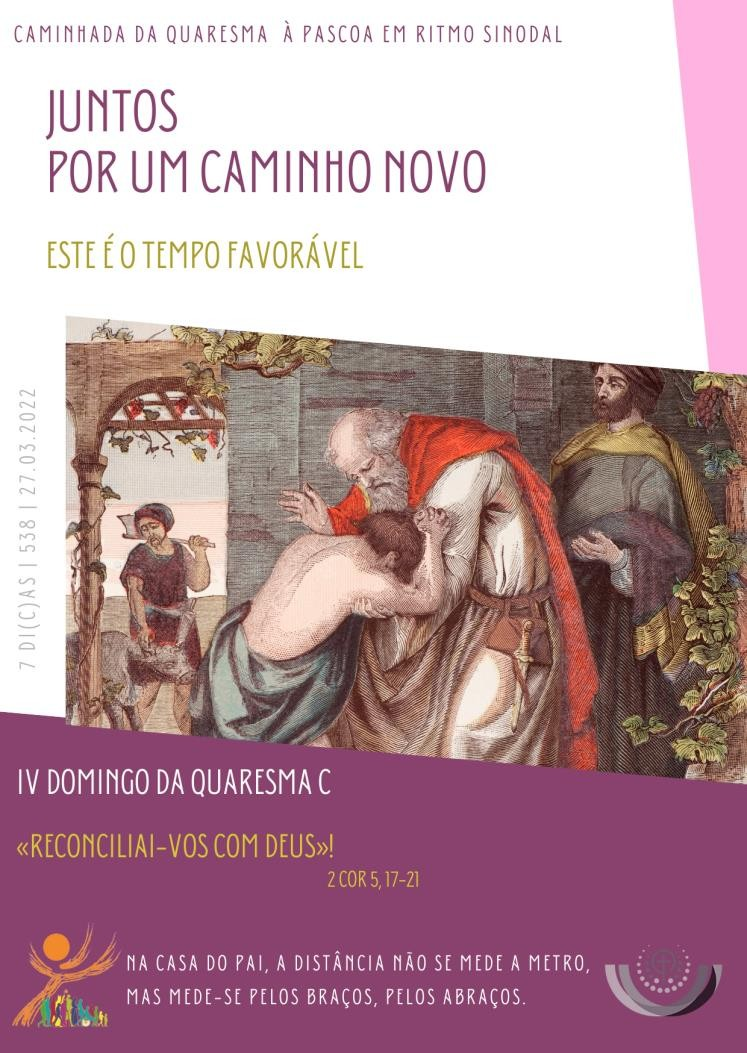 CAMINHADA DA QUARESMA À PASCOA EM RITMO SINODAL
JUNTOS
POR UM CAMINHO NOVO
ESTE É O TEMPO FAVORÁVEL
7 DI(C)AS | 538 | 27.03.2022
IV DOMINGO DA QUARESMA C
«RECONCILIAI-VOS COM DEUS»!
2 COR 5, 17-21
NA CASA DO PAI, A DISTÂNCIA NÃO SE MEDE A METRO,
MAS MEDE-SE PELOS BRAÇOS, PELOS ABRAÇOS.